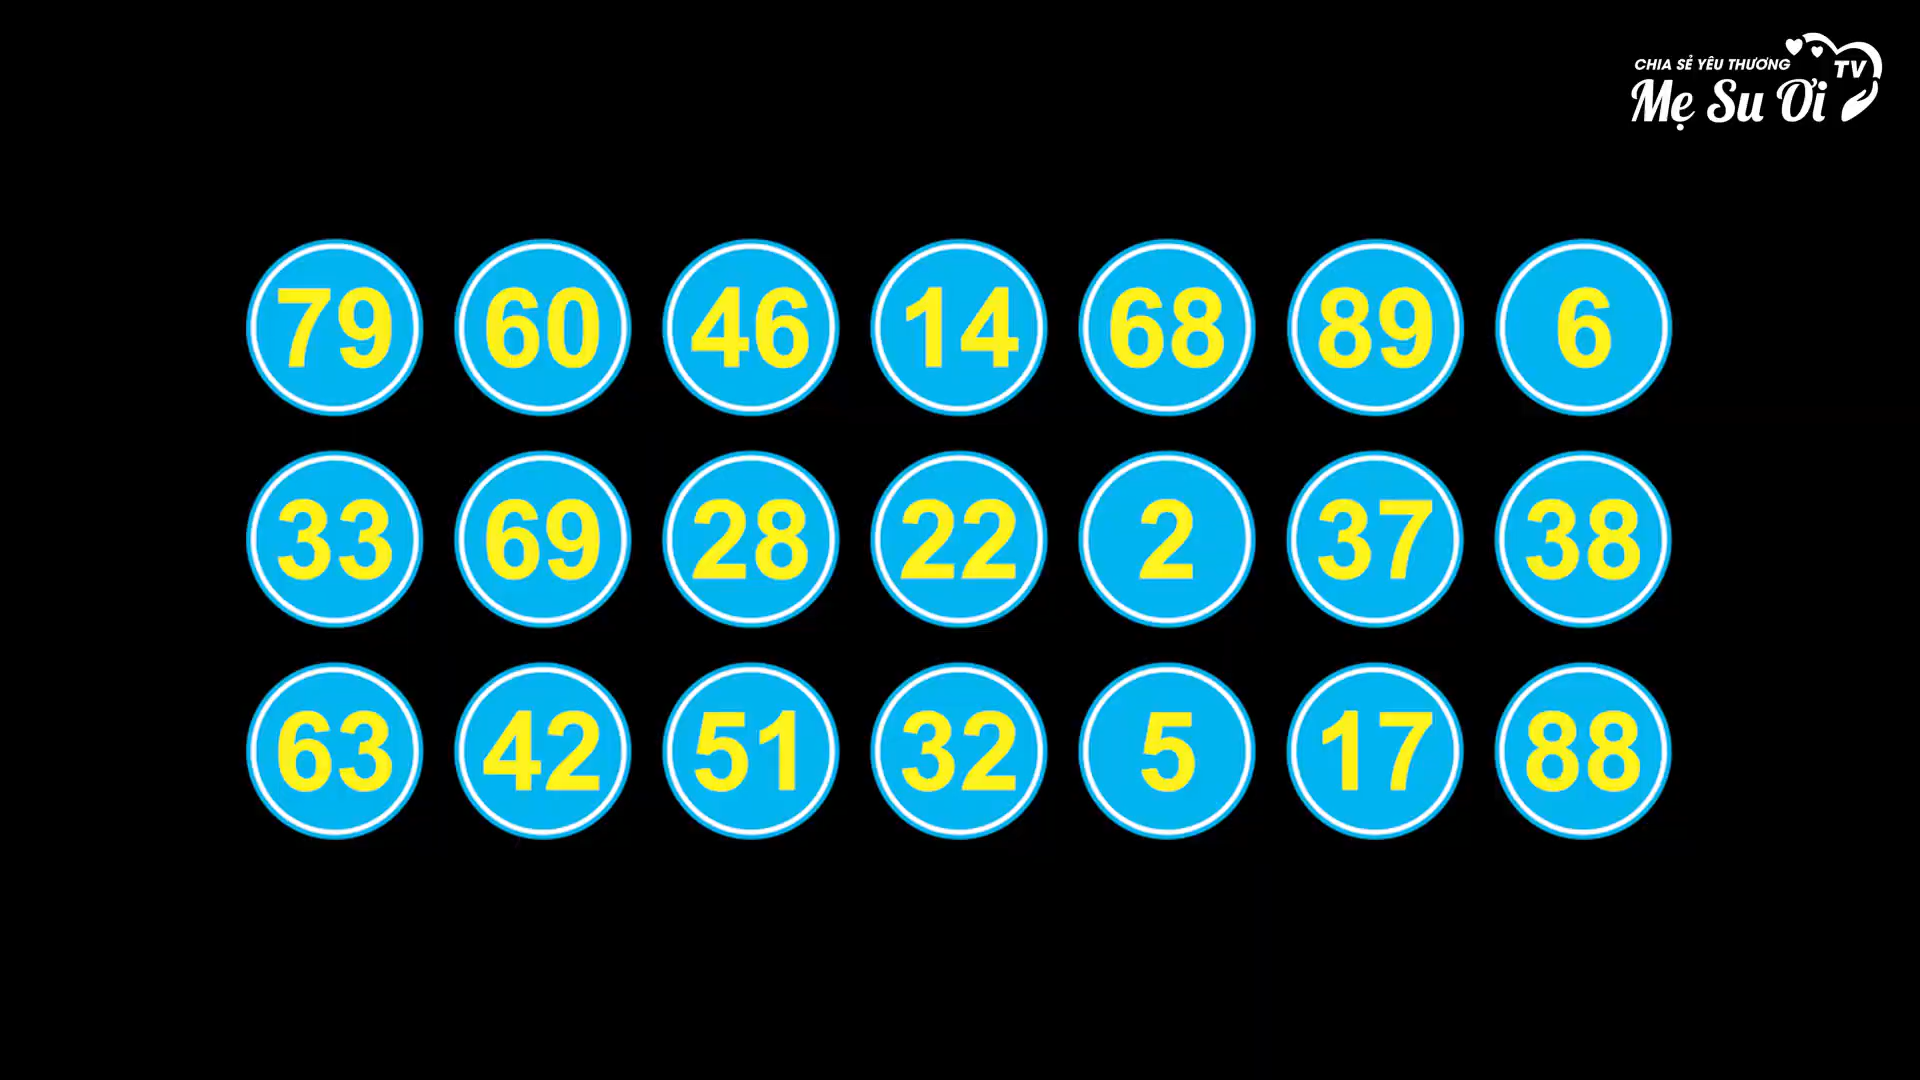 CHIA SẺ YÊU THƯƠNG
TV
Mẹ Su Ơi
79 60 46 14 68 89 6
33 69 28 22 2 37 38
63 42 51 32 5 17 88